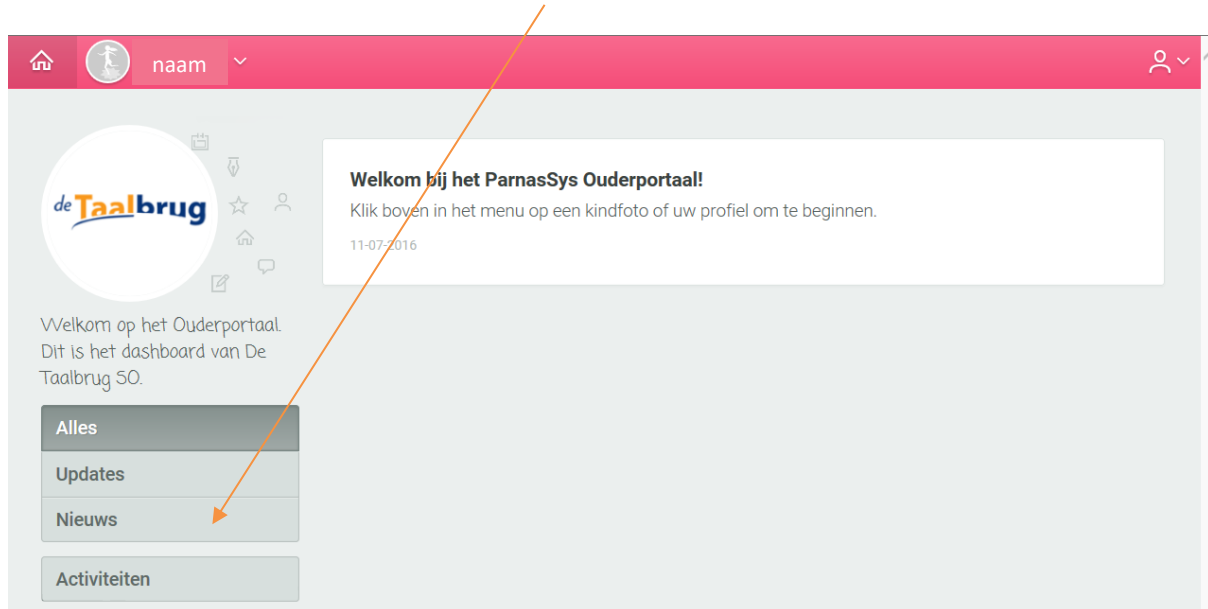 naam
de Taalbrug
Welkom bij het ParnasSys Ouderportaal!
Klik boven in het menu op een kindfoto of uw profiel om te beginnen.
11-07-2016
Welkom op het Ouderportaal.
Dit is het dashboard van De
Taalbrug SO.
Alles
Updates
Nieuws
Activiteiten